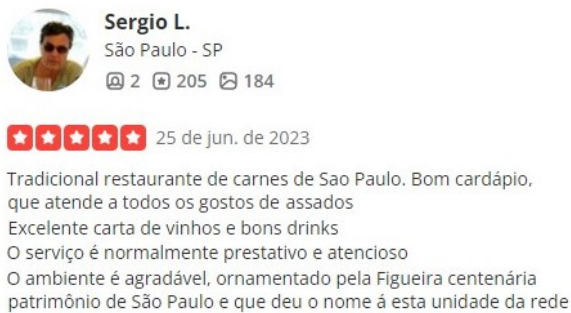 Sergio L.
São Paulo - SP
2 205 184
25 de jun. de 2023
Tradicional restaurante de carnes de Sao Paulo. Bom cardápio,
que atende a todos os gostos de assados
Excelente carta de vinhos e bons drinks
O serviço é normalmente prestativo e atencioso
O ambiente é agradável, ornamentado pela Figueira centenária
patrimônio de São Paulo e que deu o nome á esta unidade da rede